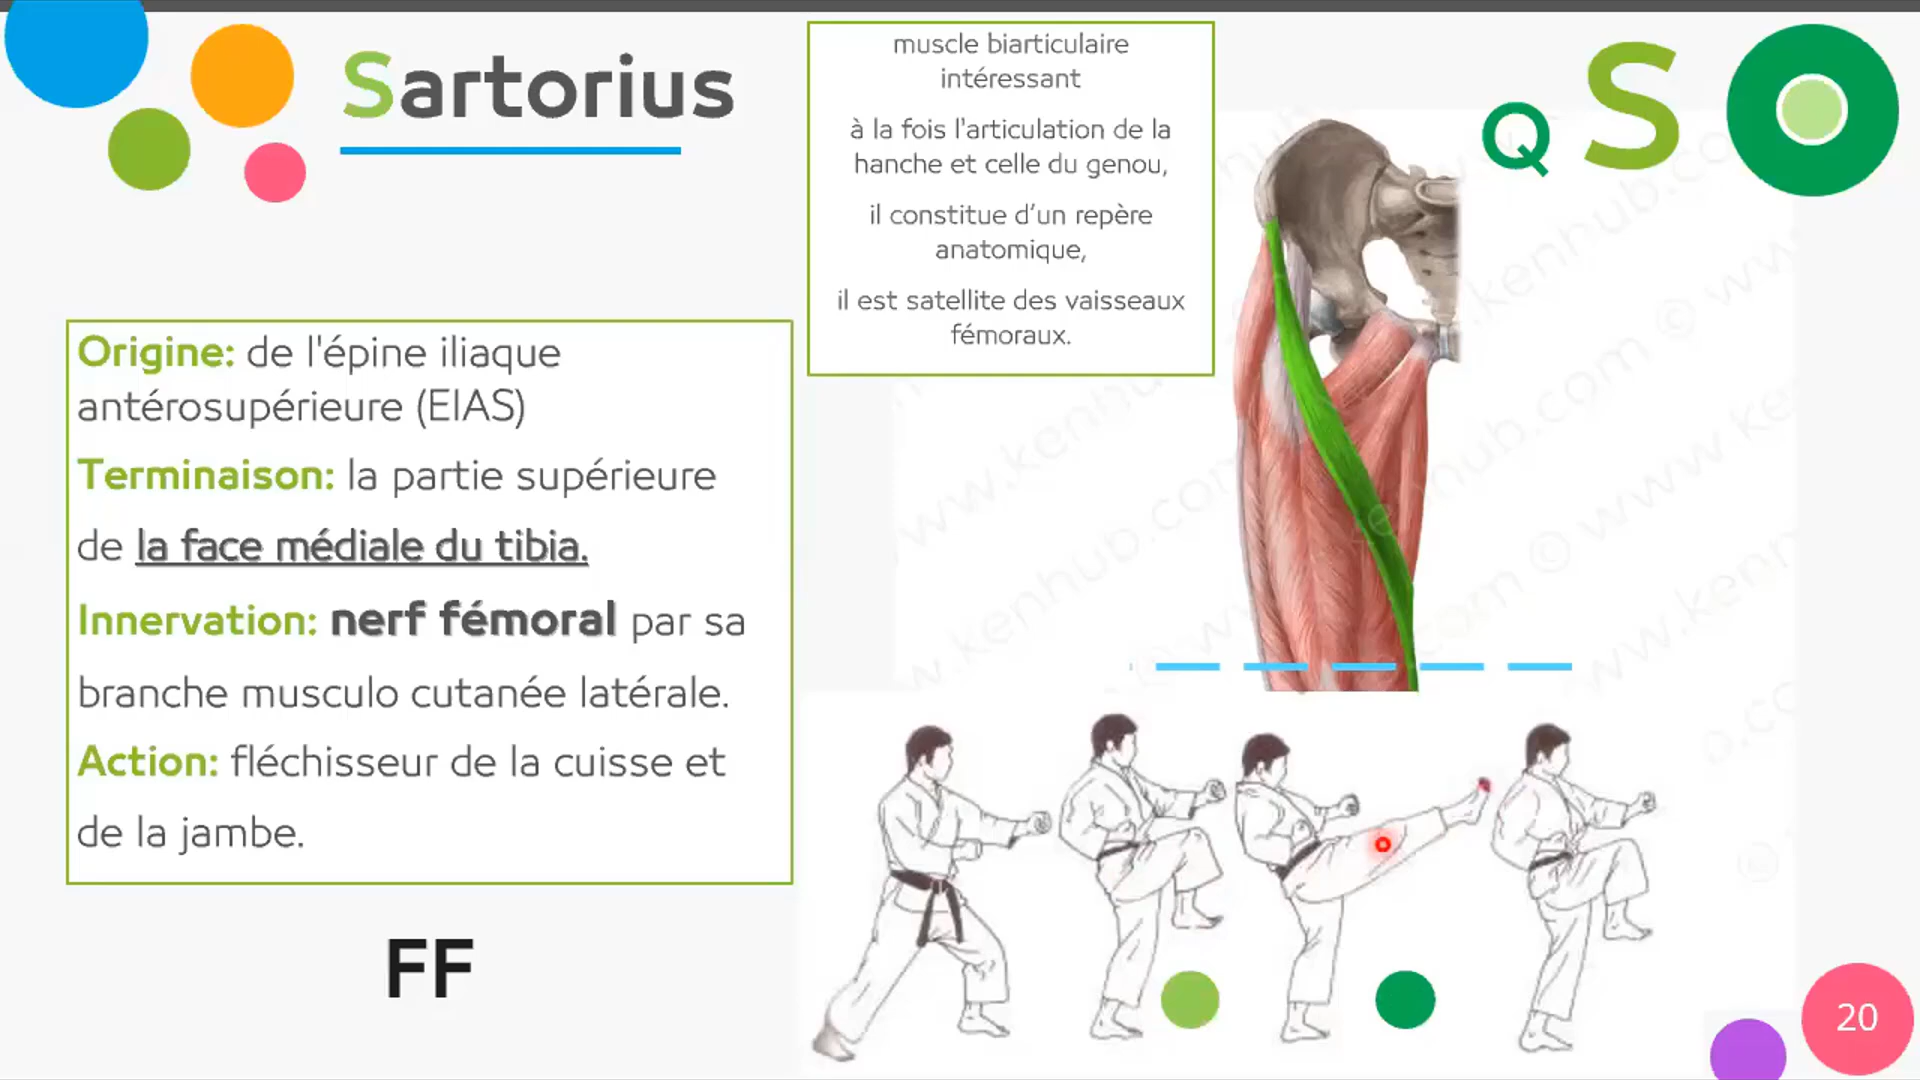 Sartorius
muscle biarticulaire
intéressant
à la fois l'articulation de la
hanche et celle du genou,
il constitue d’un repère
anatomique,
il est satellite des vaisseaux
fémoraux.
Q S
Origine: de l'épine iliaque
antérosupérieure (EIAS)
Terminaison: la partie supérieure
de la face médiale du tibia.
Innervation: nerf fémoral par sa
branche musculo cutanée latérale.
Action: fléchisseur de la cuisse et
de la jambe.
FF
20
© www.kenhub.com